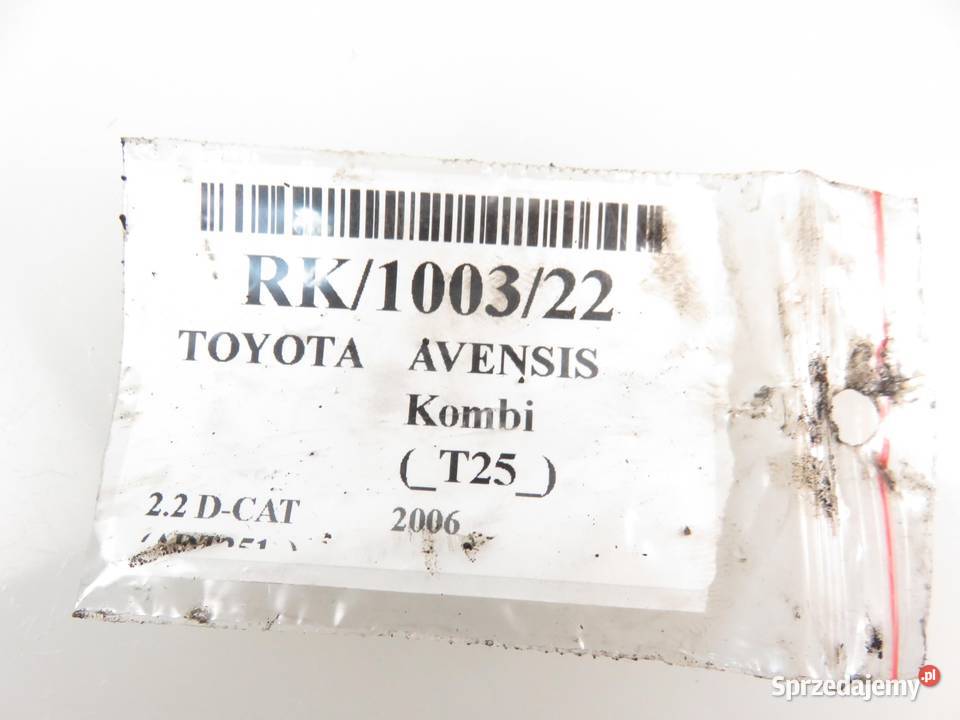 RK/1003/22
TOYOTA AVENSIS
Kombi
(_T25_)
2.2 D-CAT 2006
Sprzedajemy.pl